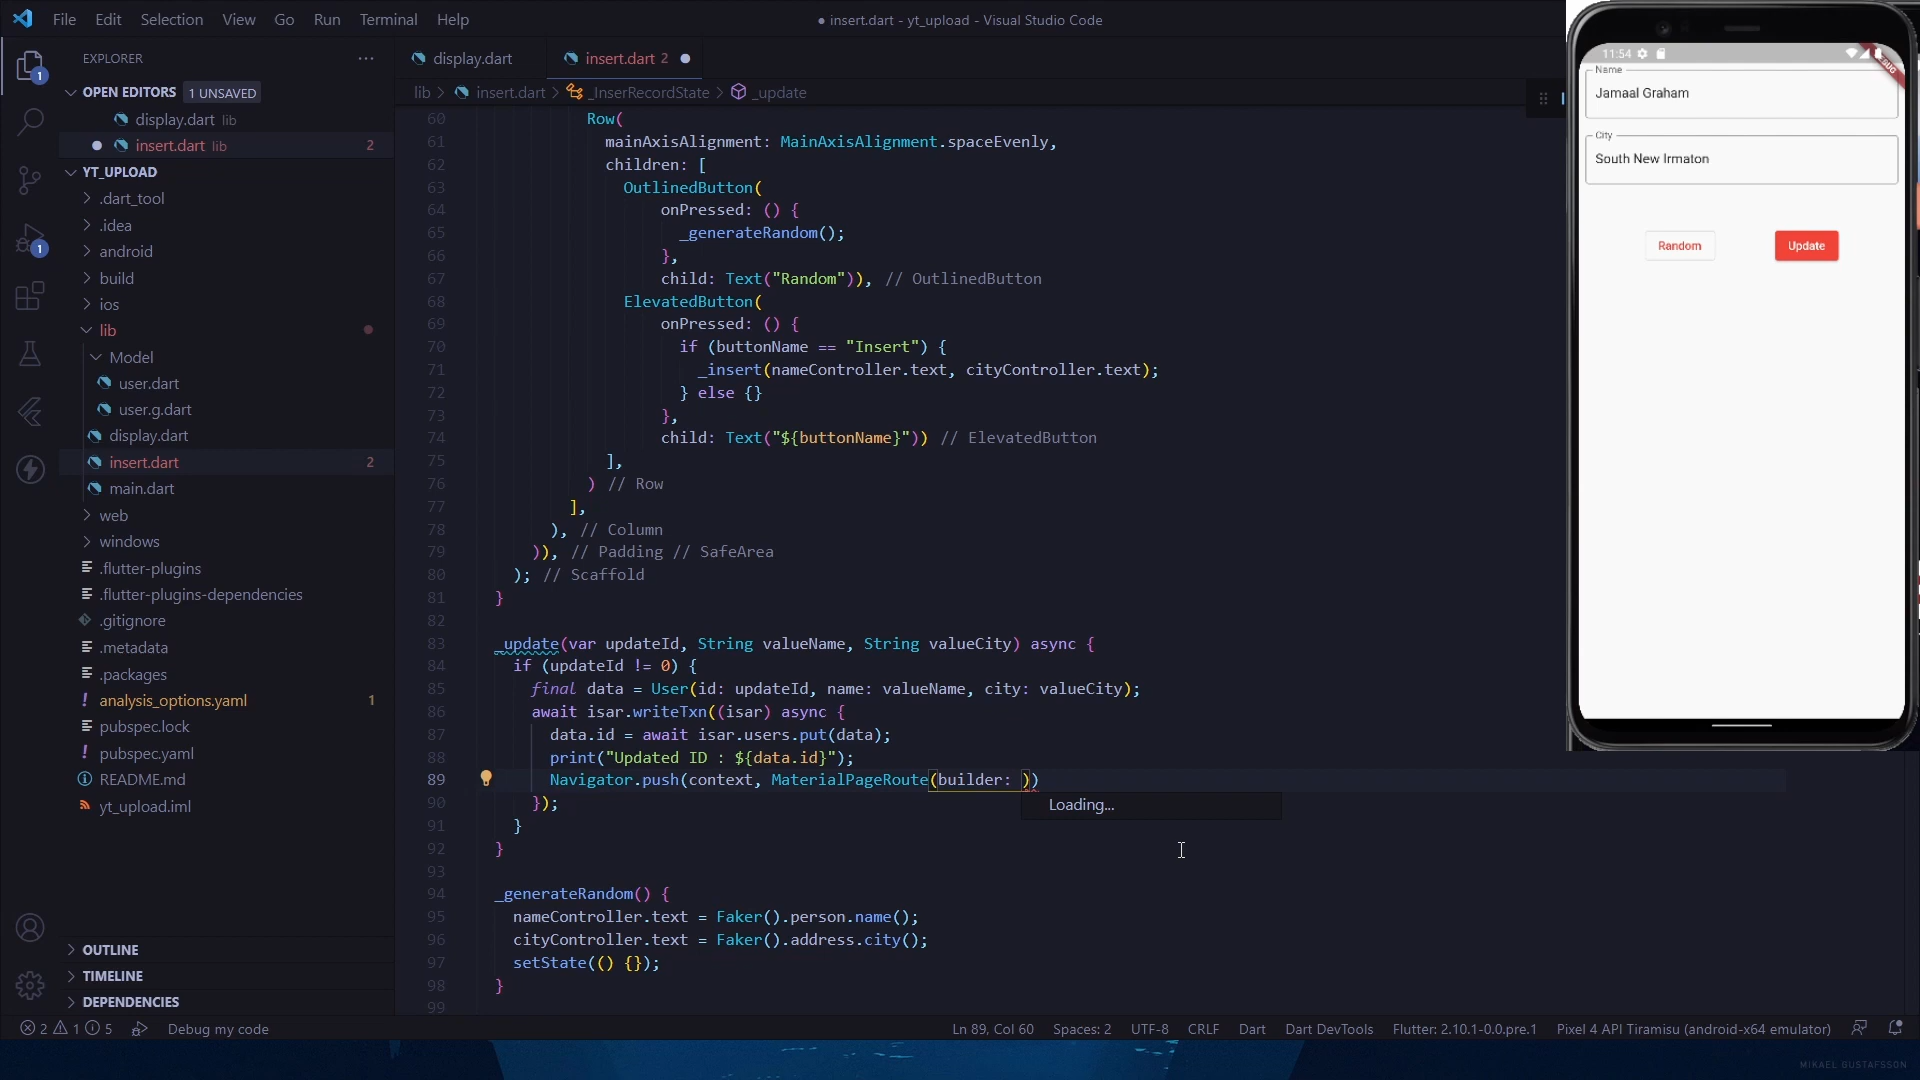 File Edit Selection View Go Run Terminal Help
● insert.dart - yt_upload - Visual Studio Code
EXPLORER
OPEN EDITORS 1 UNSAVED
display.dart lib
insert.dart lib 2
YT_UPLOAD
.dart_tool
.idea
android
build
ios
lib
Model
user.dart
user.g.dart
display.dart
insert.dart 2
main.dart
web
windows
.flutter-plugins
.flutter-plugins-dependencies
.gitignore
.metadata
.packages
analysis_options.yaml 1
pubspec.lock
pubspec.yaml
README.md
yt_upload.iml
OUTLINE
TIMELINE
DEPENDENCIES
1
1
display.dart insert.dart 2
lib > insert.dart > _InserRecordState > _update
60 Row(
61 mainAxisAlignment: MainAxisAlignment.spaceEvenly,
62 children: [
63 OutlinedButton(
64 onPressed: () {
65 _generateRandom();
66 },
67 child: Text("Random")), // OutlinedButton
68 ElevatedButton(
69 onPressed: () {
70 if (buttonName == "Insert") {
71 _insert(nameController.text, cityController.text);
72 } else {}
73 },
74 child: Text("${buttonName}")) // ElevatedButton
75 ],
76 ) // Row
77 ],
78 ), // Column
79 )), // Padding // SafeArea
80 ); // Scaffold
81 }
82
83 _update(var updateId, String valueName, String valueCity) async {
84 if (updateId != 0) {
85 final data = User(id: updateId, name: valueName, city: valueCity);
86 await isar.writeTxn((isar) async {
87 data.id = await isar.users.put(data);
88 print("Updated ID : ${data.id}");
89 Navigator.push(context, MaterialPageRoute(builder: ))
Loading...
90 });
91 }
92 }
93
94 _generateRandom() {
95 nameController.text = Faker().person.name();
96 cityController.text = Faker().address.city();
97 setState(() {});
98 }
99
11:54
DEBUG
Name
Jamaal Graham
City
South New Irmaton
Random Update
2 1 5 Debug my code Ln 89, Col 60 Spaces: 2 UTF-8 CRLF Dart Dart DevTools Flutter: 2.10.1-0.0.pre.1 Pixel 4 API Tiramisu (android-x64 emulator)
MIKAEL GUSTAFSSON